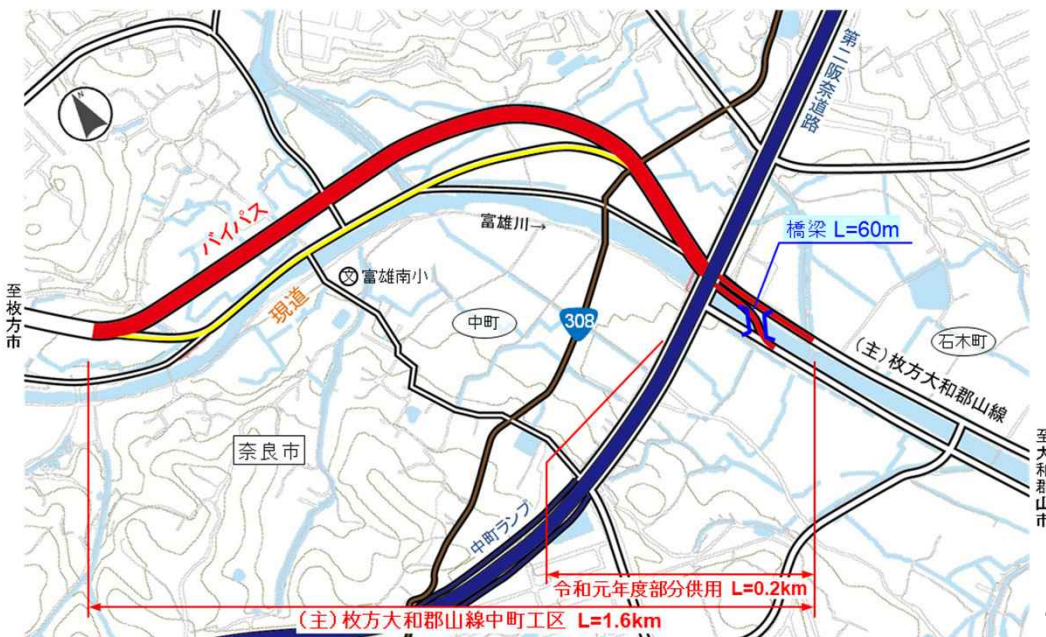 N
第二阪奈道路
バイパス
富雄川→
橋梁 L=60m
至枚方市
現道
富雄南小
文
中町
308
石木町
(主)枚方大和郡山線
至大和郡山市
奈良市
中町ランプ
令和元年度部分供用 L=0.2km
(主)枚方大和郡山線中町工区 L=1.6km